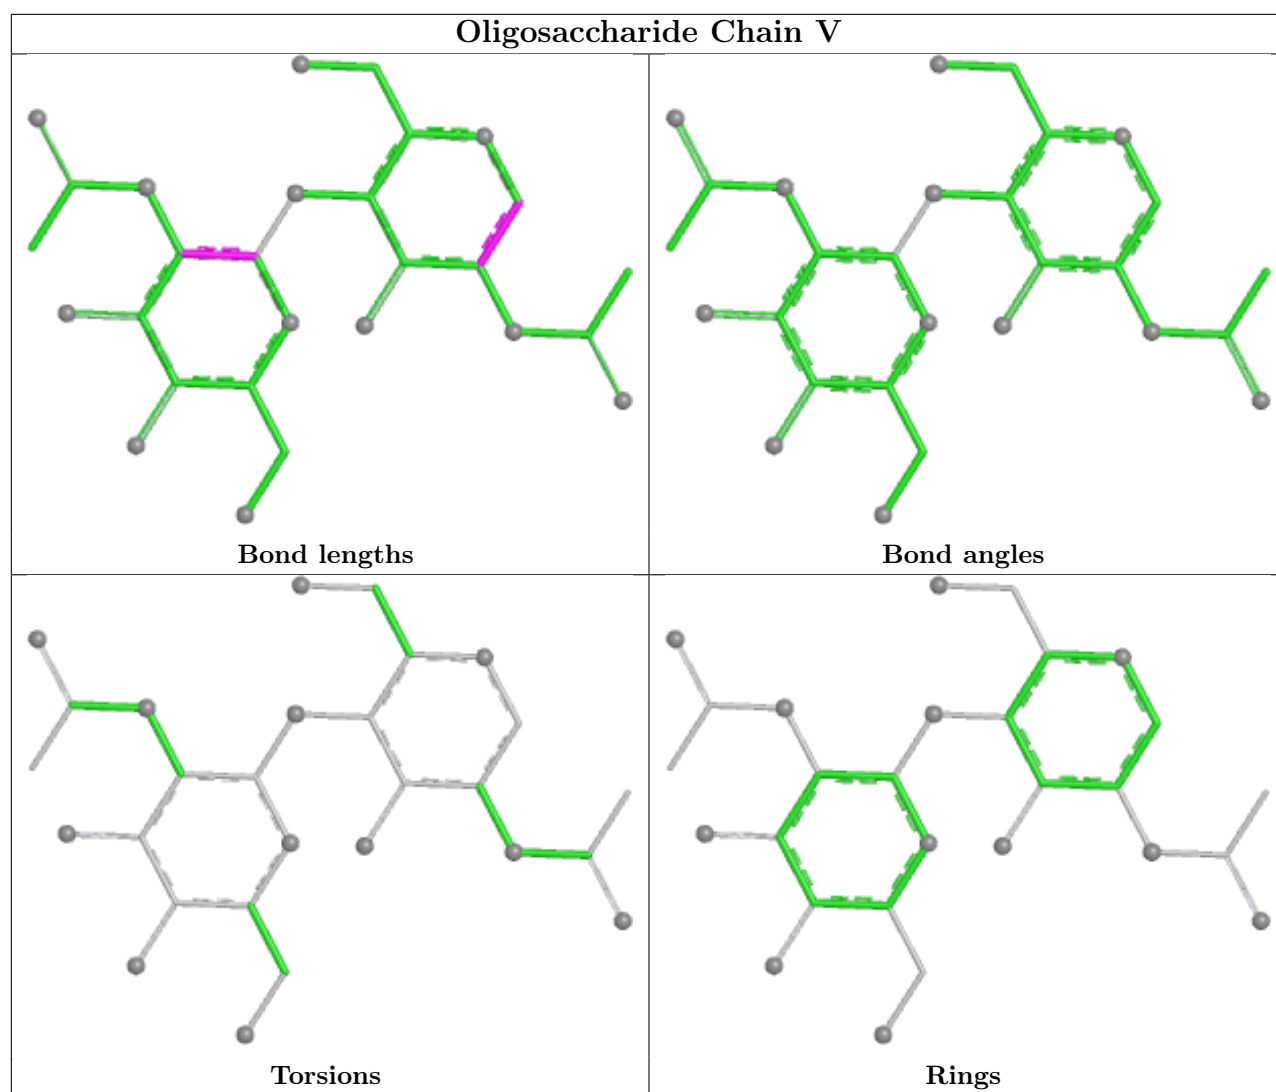 Oligosaccharide Chain V
Bond lengths
Bond angles
Torsions
Rings